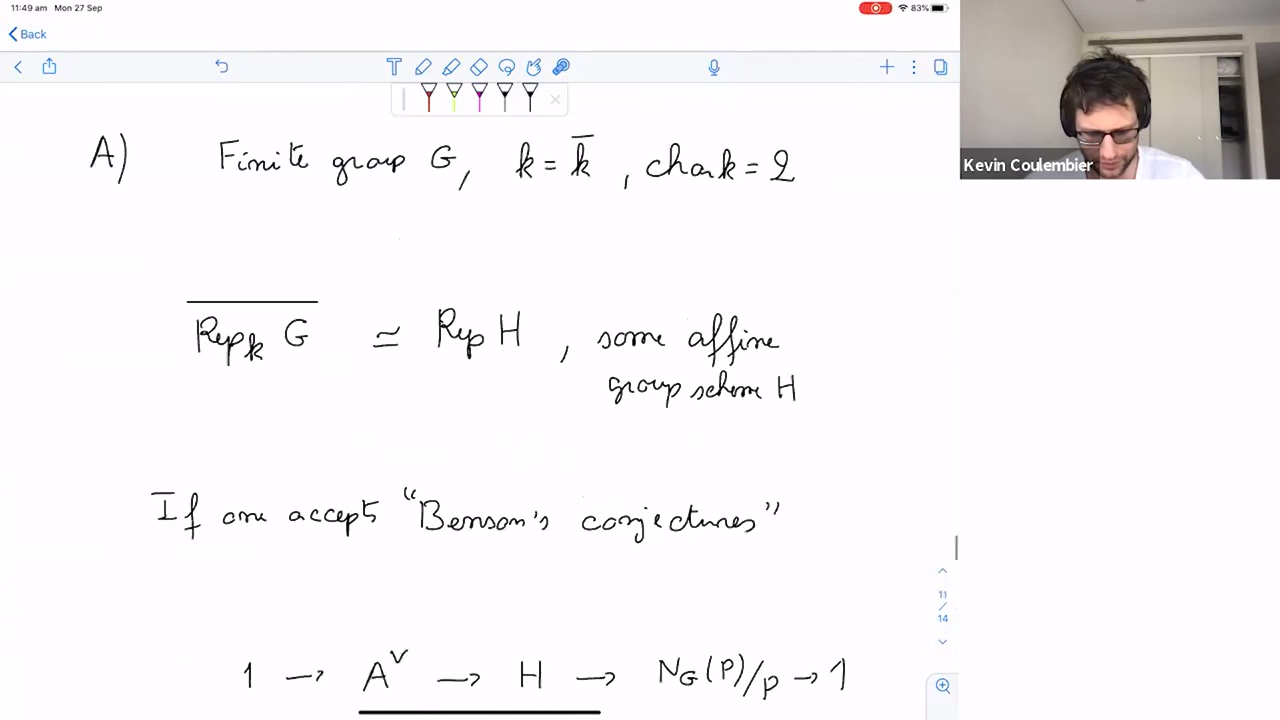 11:49 am Mon 27 Sep
83%
Back
A) Finite group G, k = k̄, char k = 2
Rep_k G ≃ Rep H, some affine
group scheme H
If one accepts "Benson's conjectures"
1 → A^∨ → H → N_G(P)/P → 1
11
/
14
Kevin Coulembier